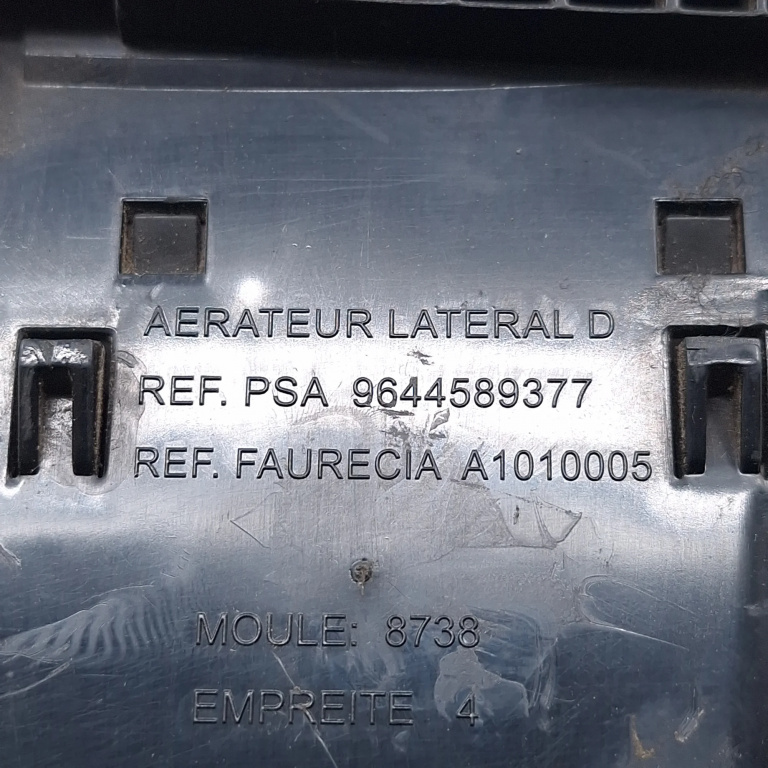 AERATEUR LATERAL D
REF. PSA 9644589377
REF. FAURECIA A1010005
MOULE: 8738
EMPREITE 4